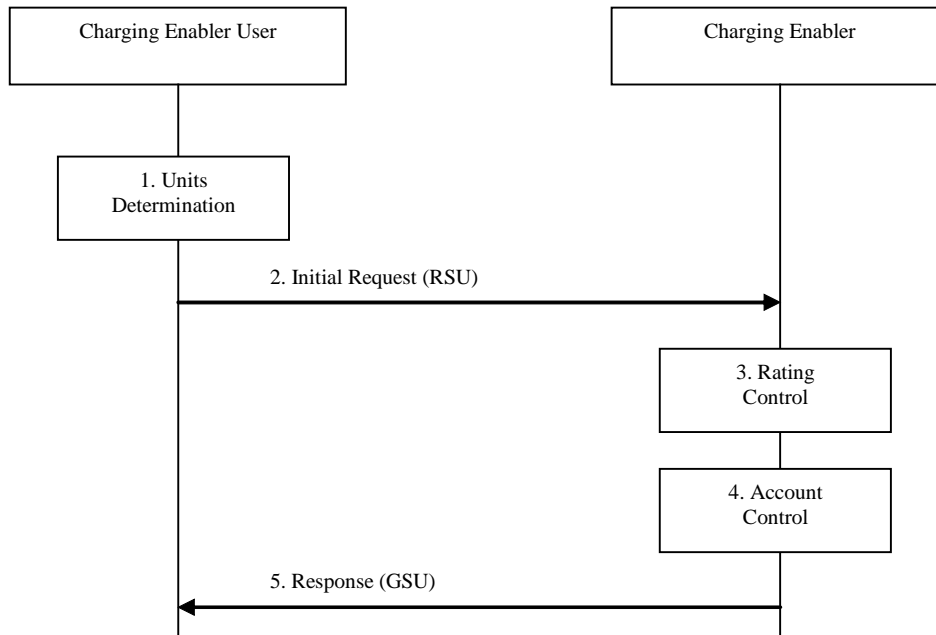 Charging Enabler User
Charging Enabler
1. Units
Determination
2. Initial Request (RSU)
3. Rating
Control
4. Account
Control
5. Response (GSU)